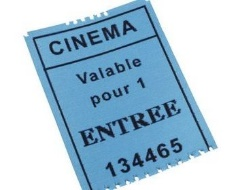 CINEMA
Valable
pour 1
ENTREE
134465